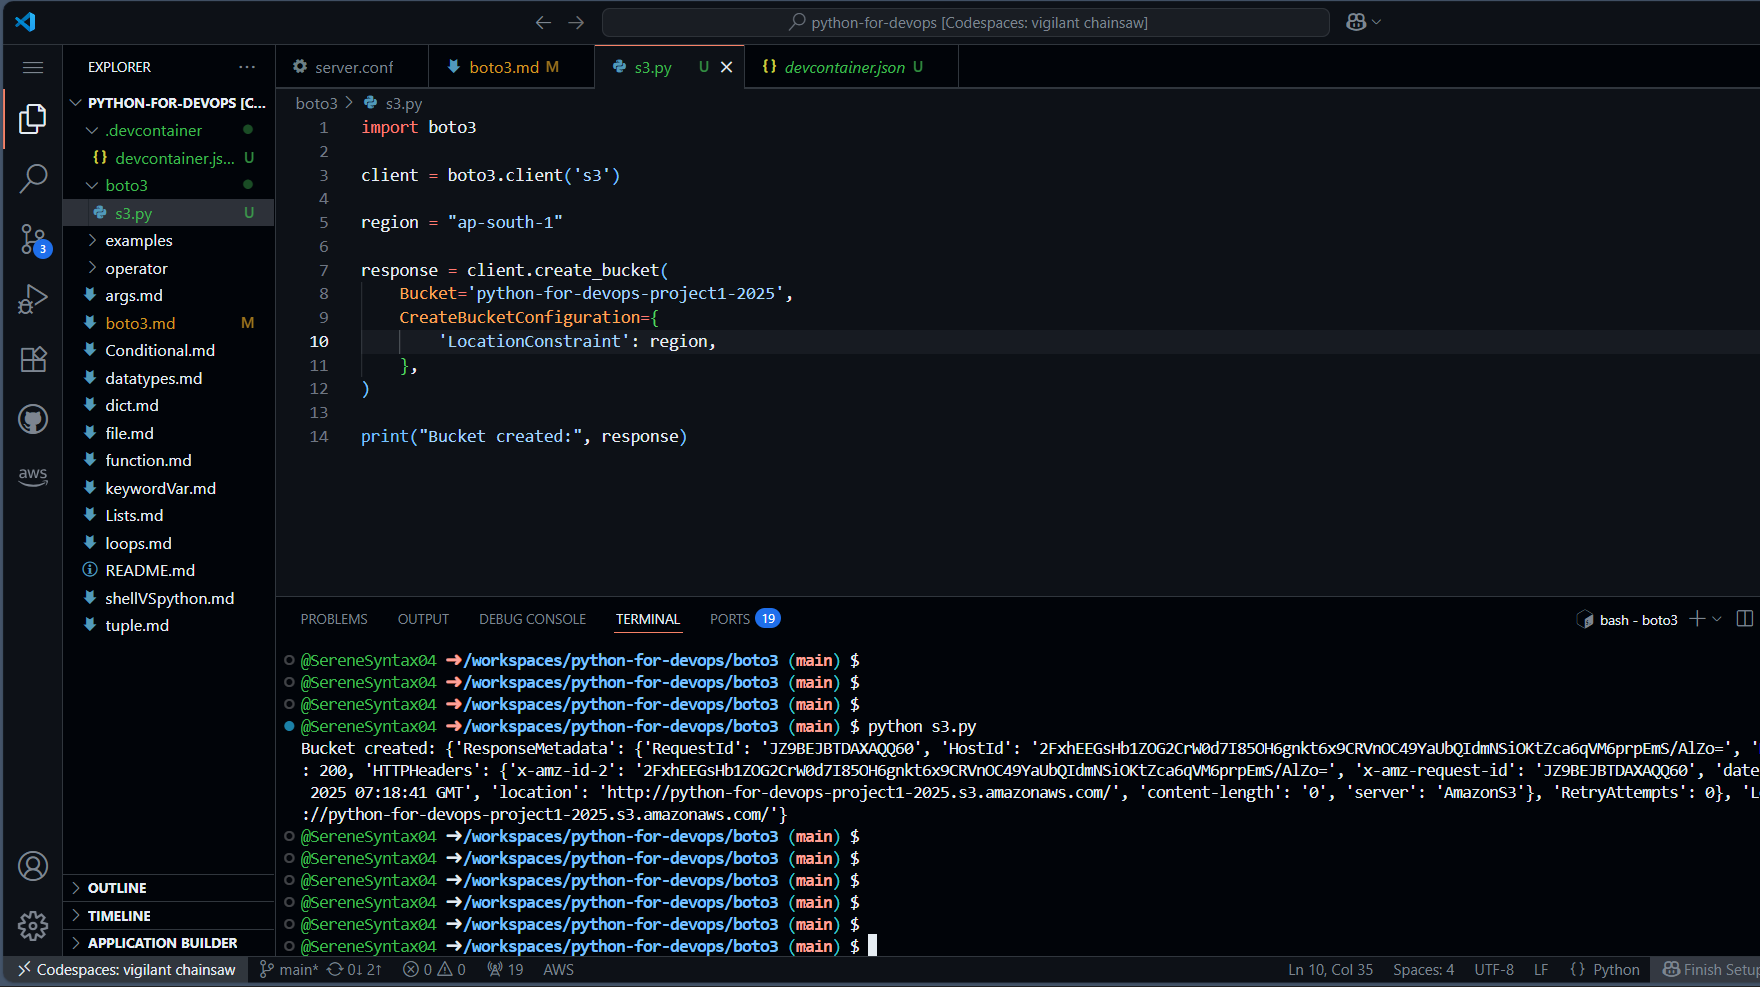 python-for-devops [Codespaces: vigilant chainsaw]
EXPLORER
PYTHON-FOR-DEVOPS [C...
.devcontainer
devcontainer.js... U
boto3
s3.py U
examples
operator
args.md
boto3.md M
Conditional.md
datatypes.md
dict.md
file.md
function.md
keywordVar.md
Lists.md
loops.md
README.md
shellVSpython.md
tuple.md
OUTLINE
TIMELINE
APPLICATION BUILDER
3
aws
server.conf
boto3.md M
s3.py U
devcontainer.json U
boto3 > s3.py
1 import boto3
2
3 client = boto3.client('s3')
4
5 region = "ap-south-1"
6
7 response = client.create_bucket(
8 Bucket='python-for-devops-project1-2025',
9 CreateBucketConfiguration={
10 'LocationConstraint': region,
11 },
12 )
13
14 print("Bucket created:", response)
PROBLEMS OUTPUT DEBUG CONSOLE TERMINAL PORTS 19
bash - boto3
@SereneSyntax04 ➜/workspaces/python-for-devops/boto3 (main) $
@SereneSyntax04 ➜/workspaces/python-for-devops/boto3 (main) $
@SereneSyntax04 ➜/workspaces/python-for-devops/boto3 (main) $
@SereneSyntax04 ➜/workspaces/python-for-devops/boto3 (main) $ python s3.py
Bucket created: {'ResponseMetadata': {'RequestId': 'JZ9BEJBTDAXAQQ60', 'HostId': '2FxhEEGsHb1ZOG2CrW0d7I85OH6gnkt6x9CRVnOC49YaUbQIdmNSiOKtZca6qVM6prpEmS/AlZo=', '
: 200, 'HTTPHeaders': {'x-amz-id-2': '2FxhEEGsHb1ZOG2CrW0d7I85OH6gnkt6x9CRVnOC49YaUbQIdmNSiOKtZca6qVM6prpEmS/AlZo=', 'x-amz-request-id': 'JZ9BEJBTDAXAQQ60', 'date
2025 07:18:41 GMT', 'location': 'http://python-for-devops-project1-2025.s3.amazonaws.com/', 'content-length': '0', 'server': 'AmazonS3'}, 'RetryAttempts': 0}, 'L
://python-for-devops-project1-2025.s3.amazonaws.com/'}
@SereneSyntax04 ➜/workspaces/python-for-devops/boto3 (main) $
@SereneSyntax04 ➜/workspaces/python-for-devops/boto3 (main) $
@SereneSyntax04 ➜/workspaces/python-for-devops/boto3 (main) $
@SereneSyntax04 ➜/workspaces/python-for-devops/boto3 (main) $
@SereneSyntax04 ➜/workspaces/python-for-devops/boto3 (main) $
@SereneSyntax04 ➜/workspaces/python-for-devops/boto3 (main) $
Codespaces: vigilant chainsaw main* 0↓ 2↑ 0 0 19 AWS Ln 10, Col 35 Spaces: 4 UTF-8 LF {} Python Finish Setup